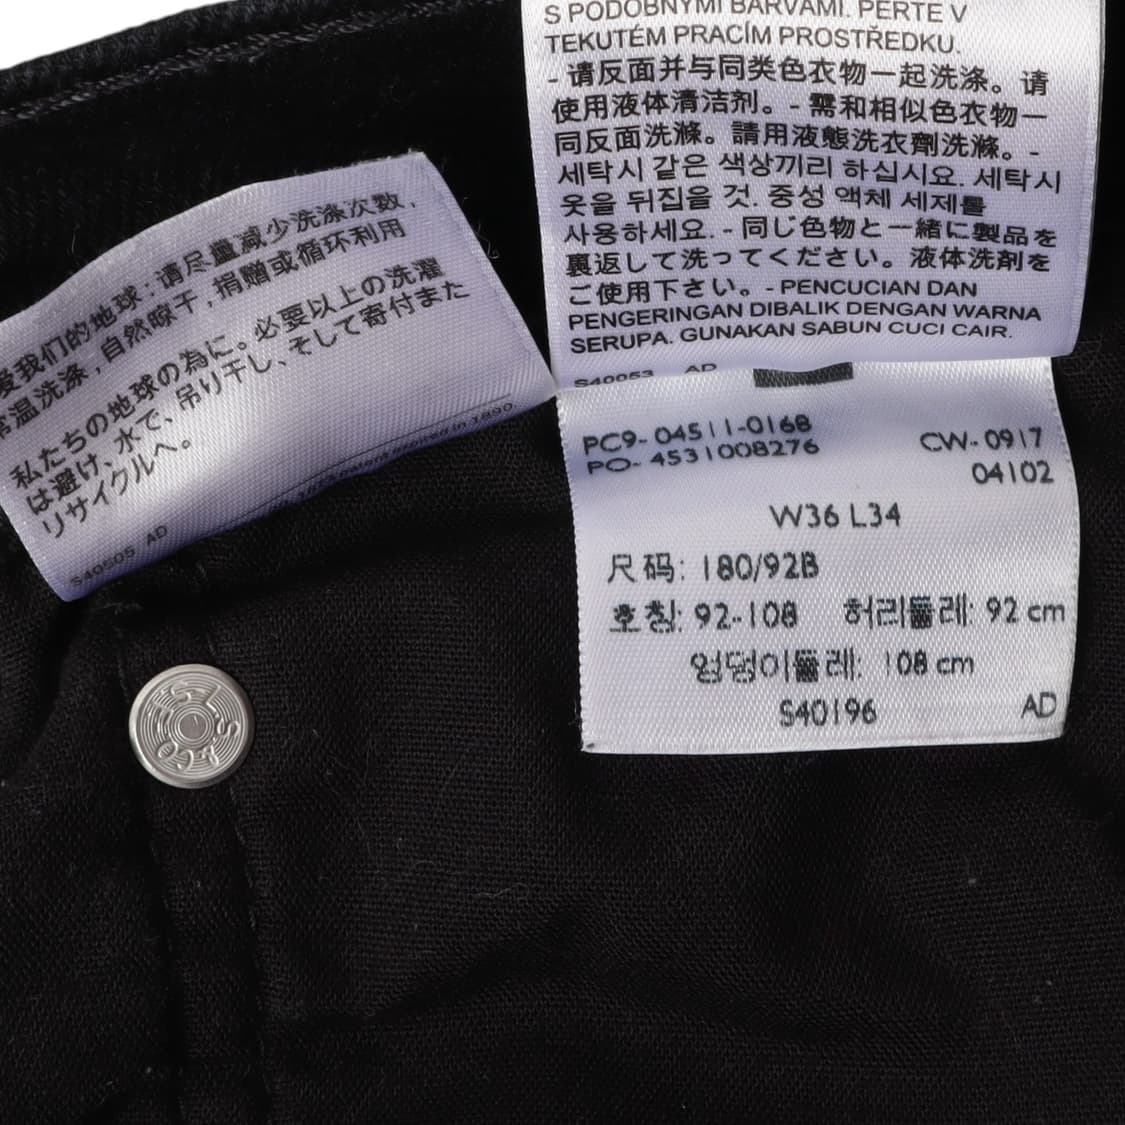 爱我们的地球：请尽量减少洗涤次数，
常温洗涤，自然晾干，捐赠或循环利用
私たちの地球の為に。必要以上の洗濯
は避け、水で、吊り干し、そして寄付また
リサイクルへ。
in 1890.
S40505 AD
S PODOBNÝMI BARVAMI. PERTE V
TEKUTÉM PRACÍM PROSTŘEDKU.
- 请反面并与同类色衣物一起洗涤。请
使用液体清洁剂。- 需和相似色衣物一
同反面洗滌。請用液態洗衣劑洗滌。-
세탁시 같은 색상끼리 하십시요. 세탁시
옷을 뒤집을 것. 중성 액체 세제를
사용하세요. - 同じ色物と一緒に製品を
裏返して洗ってください。液体洗剤を
ご使用下さい。- PENCUCIAN DAN
PENGERINGAN DIBALIK DENGAN WARNA
SERUPA. GUNAKAN SABUN CUCI CAIR.
S40053 AD
PC9- 04511-0168
PO- 4531008276
CW- 0917
04102
W36 L34
尺码: 180/92B
호칭: 92-108 허리둘레: 92 cm
엉덩이둘레: 108 cm
S40196 AD